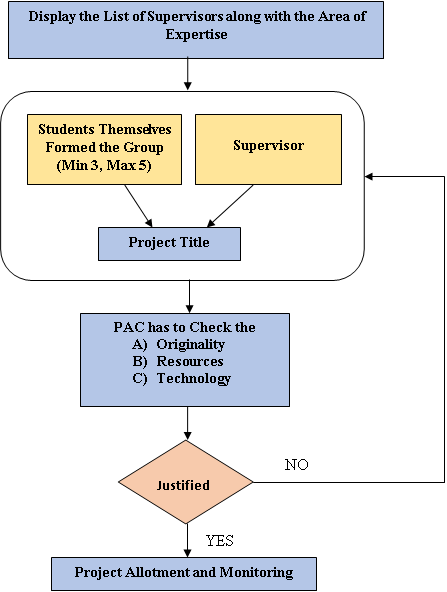 Display the List of Supervisors along with the Area of
Expertise
Students Themselves
Formed the Group
(Min 3, Max 5)
Supervisor
Project Title
PAC has to Check the
A) Originality
B) Resources
C) Technology
Justified
NO
YES
Project Allotment and Monitoring